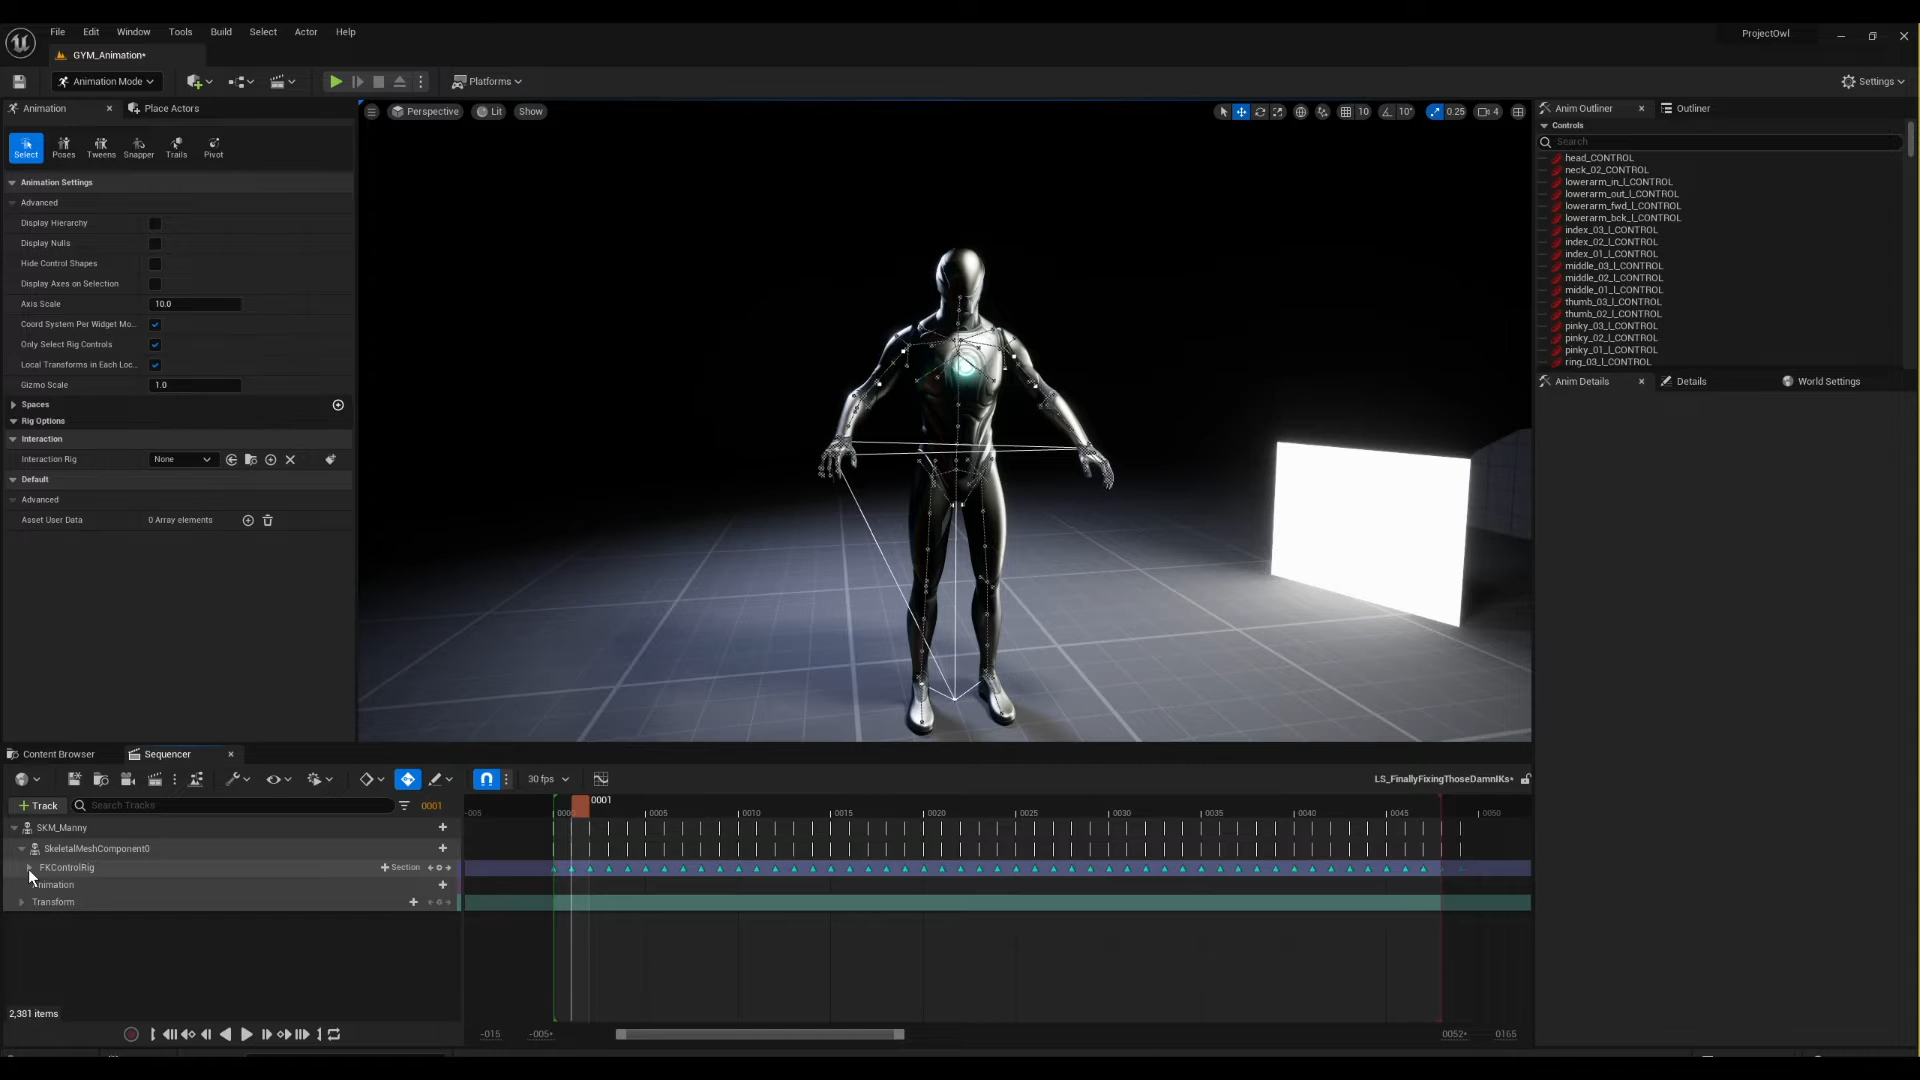 File Edit Window Tools Build Select Actor Help
ProjectOwl
GYM_Animation*
Animation Mode
Platforms
Settings
Animation
Place Actors
Perspective
Lit
Show
10
10°
0.25
4
Anim Outliner
Outliner
Controls
Search
head_CONTROL
neck_02_CONTROL
lowerarm_in_l_CONTROL
lowerarm_out_l_CONTROL
lowerarm_fwd_l_CONTROL
lowerarm_bck_l_CONTROL
index_03_l_CONTROL
index_02_l_CONTROL
index_01_l_CONTROL
middle_03_l_CONTROL
middle_02_l_CONTROL
middle_01_l_CONTROL
thumb_03_l_CONTROL
thumb_02_l_CONTROL
pinky_03_l_CONTROL
pinky_02_l_CONTROL
pinky_01_l_CONTROL
ring_03_l_CONTROL
Anim Details
Details
World Settings
Select Poses Tweens Snapper Trails Pivot
Animation Settings
Advanced
Display Hierarchy
Display Nulls
Hide Control Shapes
Display Axes on Selection
Axis Scale 10.0
Coord System Per Widget Mo...
Only Select Rig Controls
Local Transforms in Each Loc...
Gizmo Scale 1.0
Spaces
Rig Options
Interaction
Interaction Rig None
Default
Advanced
Asset User Data 0 Array elements
Content Browser
Sequencer
30 fps
LS_FinallyFixingThoseDamnIKs*
Track
Search Tracks
0001
0001
-005 0005 0010 0015 0020 0025 0030 0035 0040 0045 0050
SKM_Manny
SkeletalMeshComponent0
FKControlRig
Section
Transform
2,381 items
-015 -005* 0052* 0165